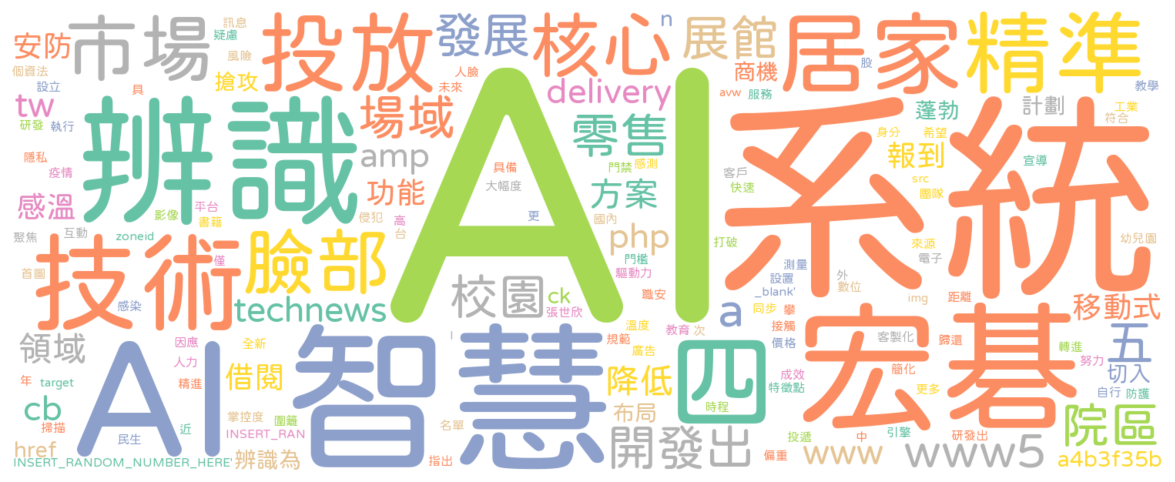 訊息
疑慮
風險
安防
市場
投放
發展
n
核心
展館
居家
精準
個資法
設立
搶攻
人臉
未來
商機
股
教學
tw
具
delivery
avw
服務
蓬勃
計劃
工業
符合
研發
執行
辨識
場域
AI
零售
系統
身分
希望
隱私
疫情
amp
具備
大幅度
門禁
感測
客戶
快速
報到
宣導
感溫
影像
平台
書籍
功能
方案
src
團隊
聚焦
互動
zoneid
侵犯
高
台
更
國內
php
打破
來源
電子
幼兒園
首圖
技術
僅
臉部
門檻
驅動力
測量
設置
外
數位
感染
technews
校園
ck
張世欣
職安
_blank'
img
距離
移動式
a
同步
攀
領域
因應
人力
全新
l
溫度
規範
教育
次
接觸
價格
宏碁
客製化
歸還
轉進
五
年
target
精進
AI
借閱
智慧
廣告
降低
四
成效
特徵點
簡化
更多
努力
切入
自行
防護
cb
掃描
掌控度
圍籬
名單
布局
時程
院區
民生
近
INSERT_RAN
開發出
投遞
中
引擎
研發出
href
辨識為
指出
偏重
www
www5
a4b3f35b
INSERT_RANDOM_NUMBER_HERE'